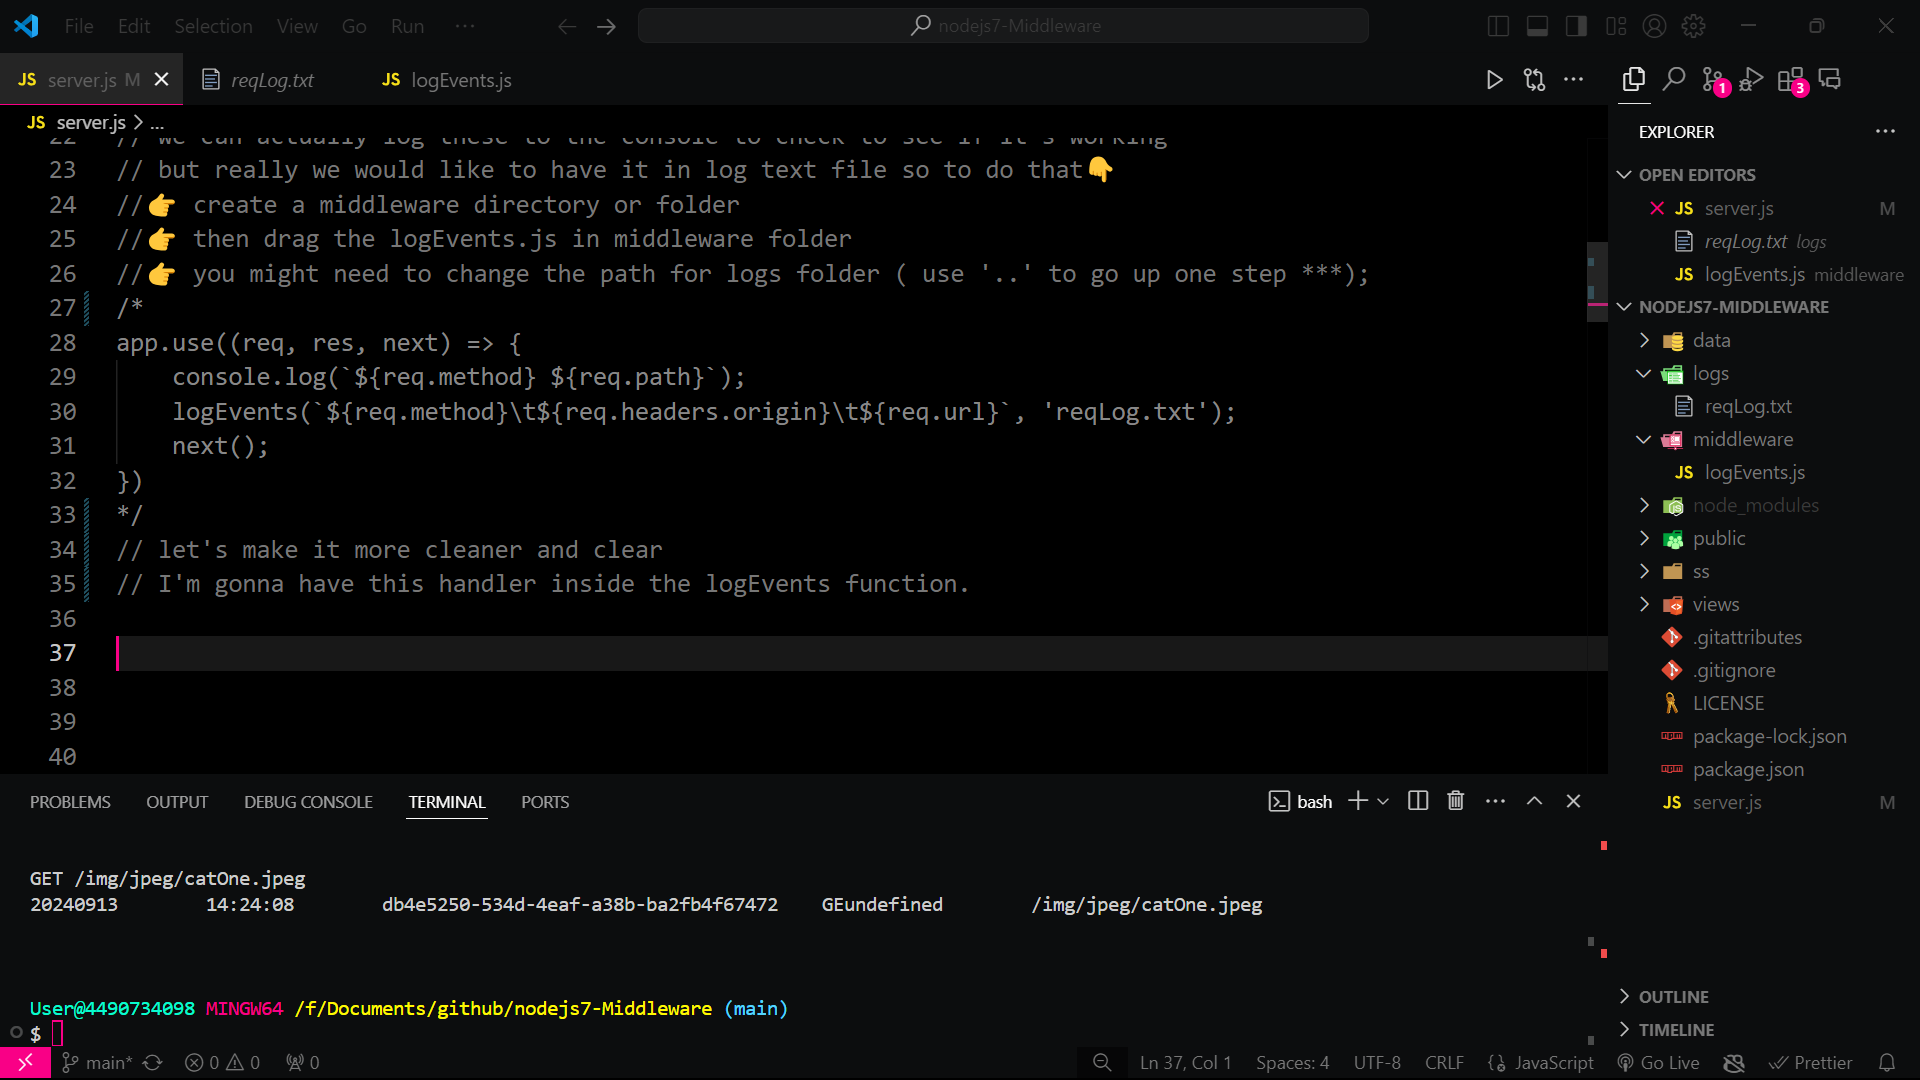 File Edit Selection View Go Run ···
nodejs7-Middleware
JS server.js M
reqLog.txt
JS logEvents.js
1
3
JS server.js > ...
22 // we can actually log these to the console to check to see if it's working
23 // but really we would like to have it in log text file so to do that👇
24 //👉 create a middleware directory or folder
25 //👉 then drag the logEvents.js in middleware folder
26 //👉 you might need to change the path for logs folder ( use '..' to go up one step ***);
27 /*
28 app.use((req, res, next) => {
29 console.log(`${req.method} ${req.path}`);
30 logEvents(`${req.method}\t${req.headers.origin}\t${req.url}`, 'reqLog.txt');
31 next();
32 })
33 */
34 // let's make it more cleaner and clear
35 // I'm gonna have this handler inside the logEvents function.
36
37
38
39
40
EXPLORER
OPEN EDITORS
JS server.js M
reqLog.txt logs
JS logEvents.js middleware
NODEJS7-MIDDLEWARE
data
logs
reqLog.txt
middleware
JS logEvents.js
node_modules
public
ss
views
.gitattributes
.gitignore
LICENSE
package-lock.json
package.json
JS server.js M
OUTLINE
TIMELINE
PROBLEMS OUTPUT DEBUG CONSOLE TERMINAL PORTS
bash
GET /img/jpeg/catOne.jpeg
20240913 14:24:08 db4e5250-534d-4eaf-a38b-ba2fb4f67472 GEundefined /img/jpeg/catOne.jpeg
User@4490734098 MINGW64 /f/Documents/github/nodejs7-Middleware (main)
$
main* 0 0 0 Ln 37, Col 1 Spaces: 4 UTF-8 CRLF JavaScript Go Live Prettier